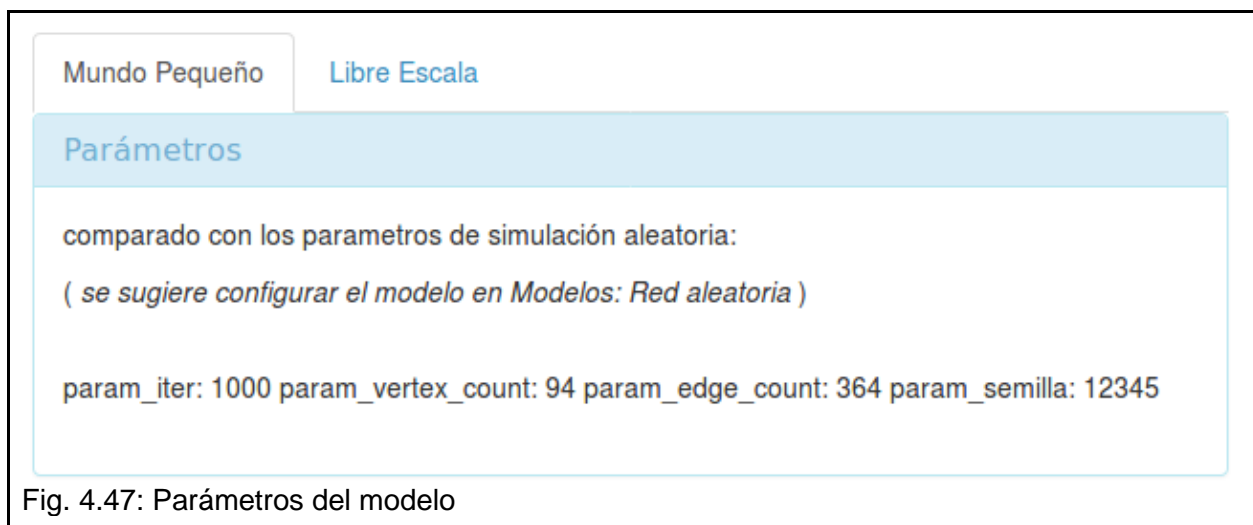 Mundo Pequeño Libre Escala
Parámetros
comparado con los parametros de simulación aleatoria:
( se sugiere configurar el modelo en Modelos: Red aleatoria )
param_iter: 1000 param_vertex_count: 94 param_edge_count: 364 param_semilla: 12345
Fig. 4.47: Parámetros del modelo